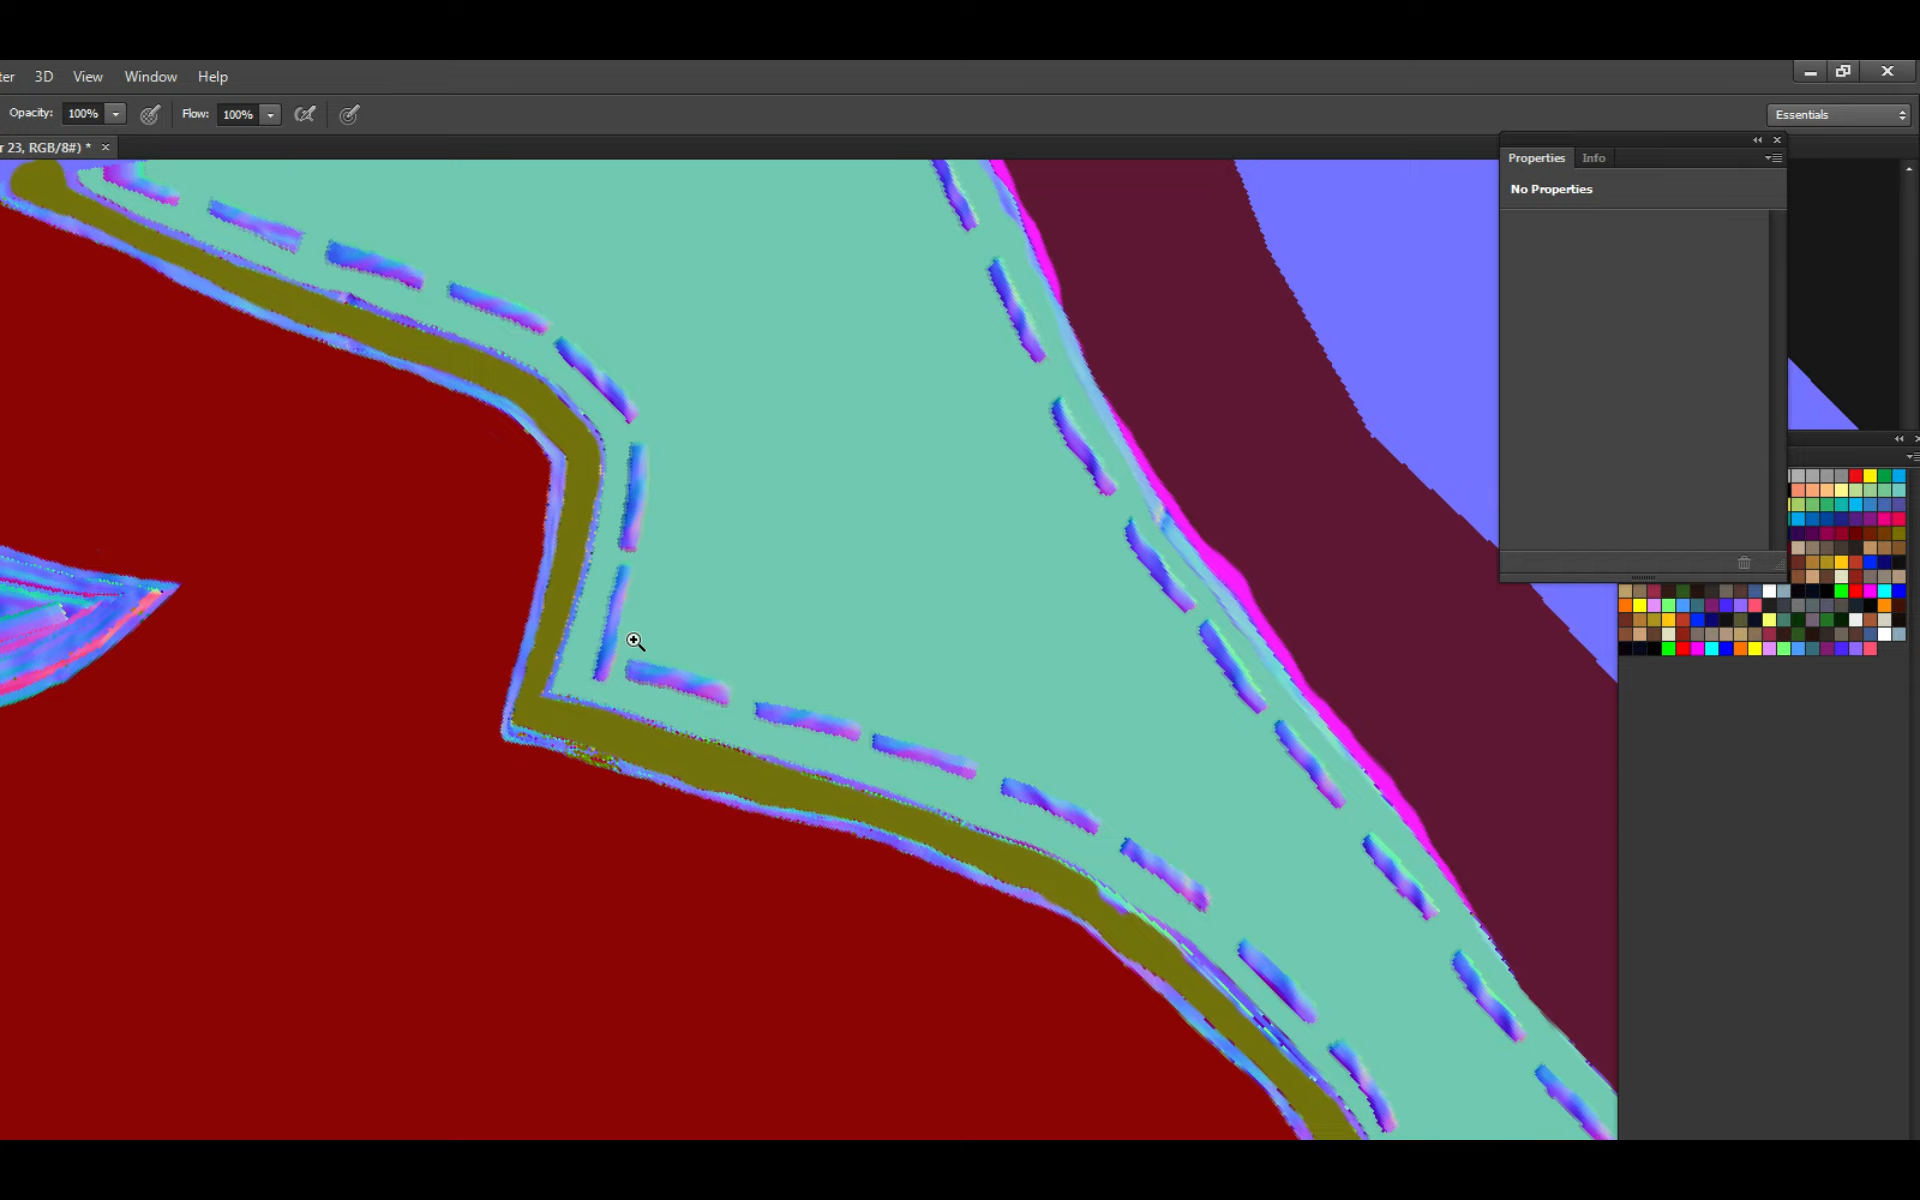 ter 3D View Window Help
Opacity: 100% Flow: 100% Essentials
r 23, RGB/8#) * ×
Properties Info
No Properties